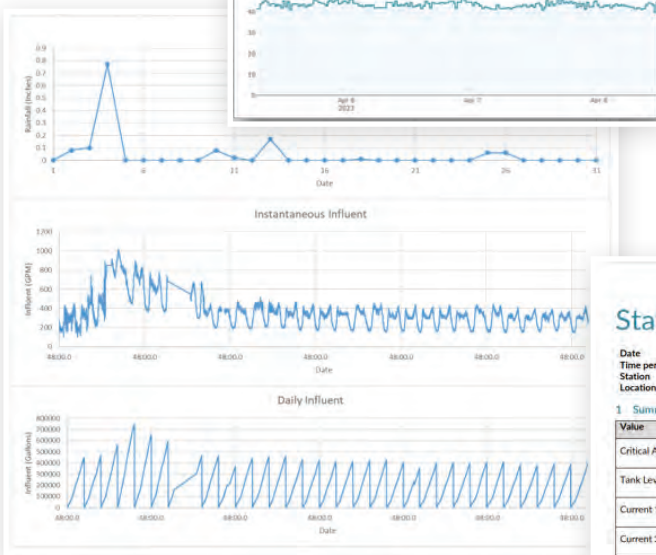 40
30
20
10
0
Apr 6
2023
Apr 7
Apr 8
0.9
0.8
0.7
0.6
0.5
0.4
0.3
0.2
0.1
0
Rainfall (Inches)
1 6 11 16 21 26 31
Date
Instantaneous Influent
1200
1000
800
600
400
200
0
Influent (GPM)
48:00.0 48:00.0 48:00.0 48:00.0 48:00.0 48:00.0 48:00.0
Date
Daily Influent
800000
700000
600000
500000
400000
300000
200000
100000
0
Influent (Gallons)
48:00.0 48:00.0 48:00.0 48:00.0 48:00.0 48:00.0 48:00.0
Date
Sta
Date
Time per
Station
Location
1 Summ
Value
Critical A
Tank Lev
Current
Current